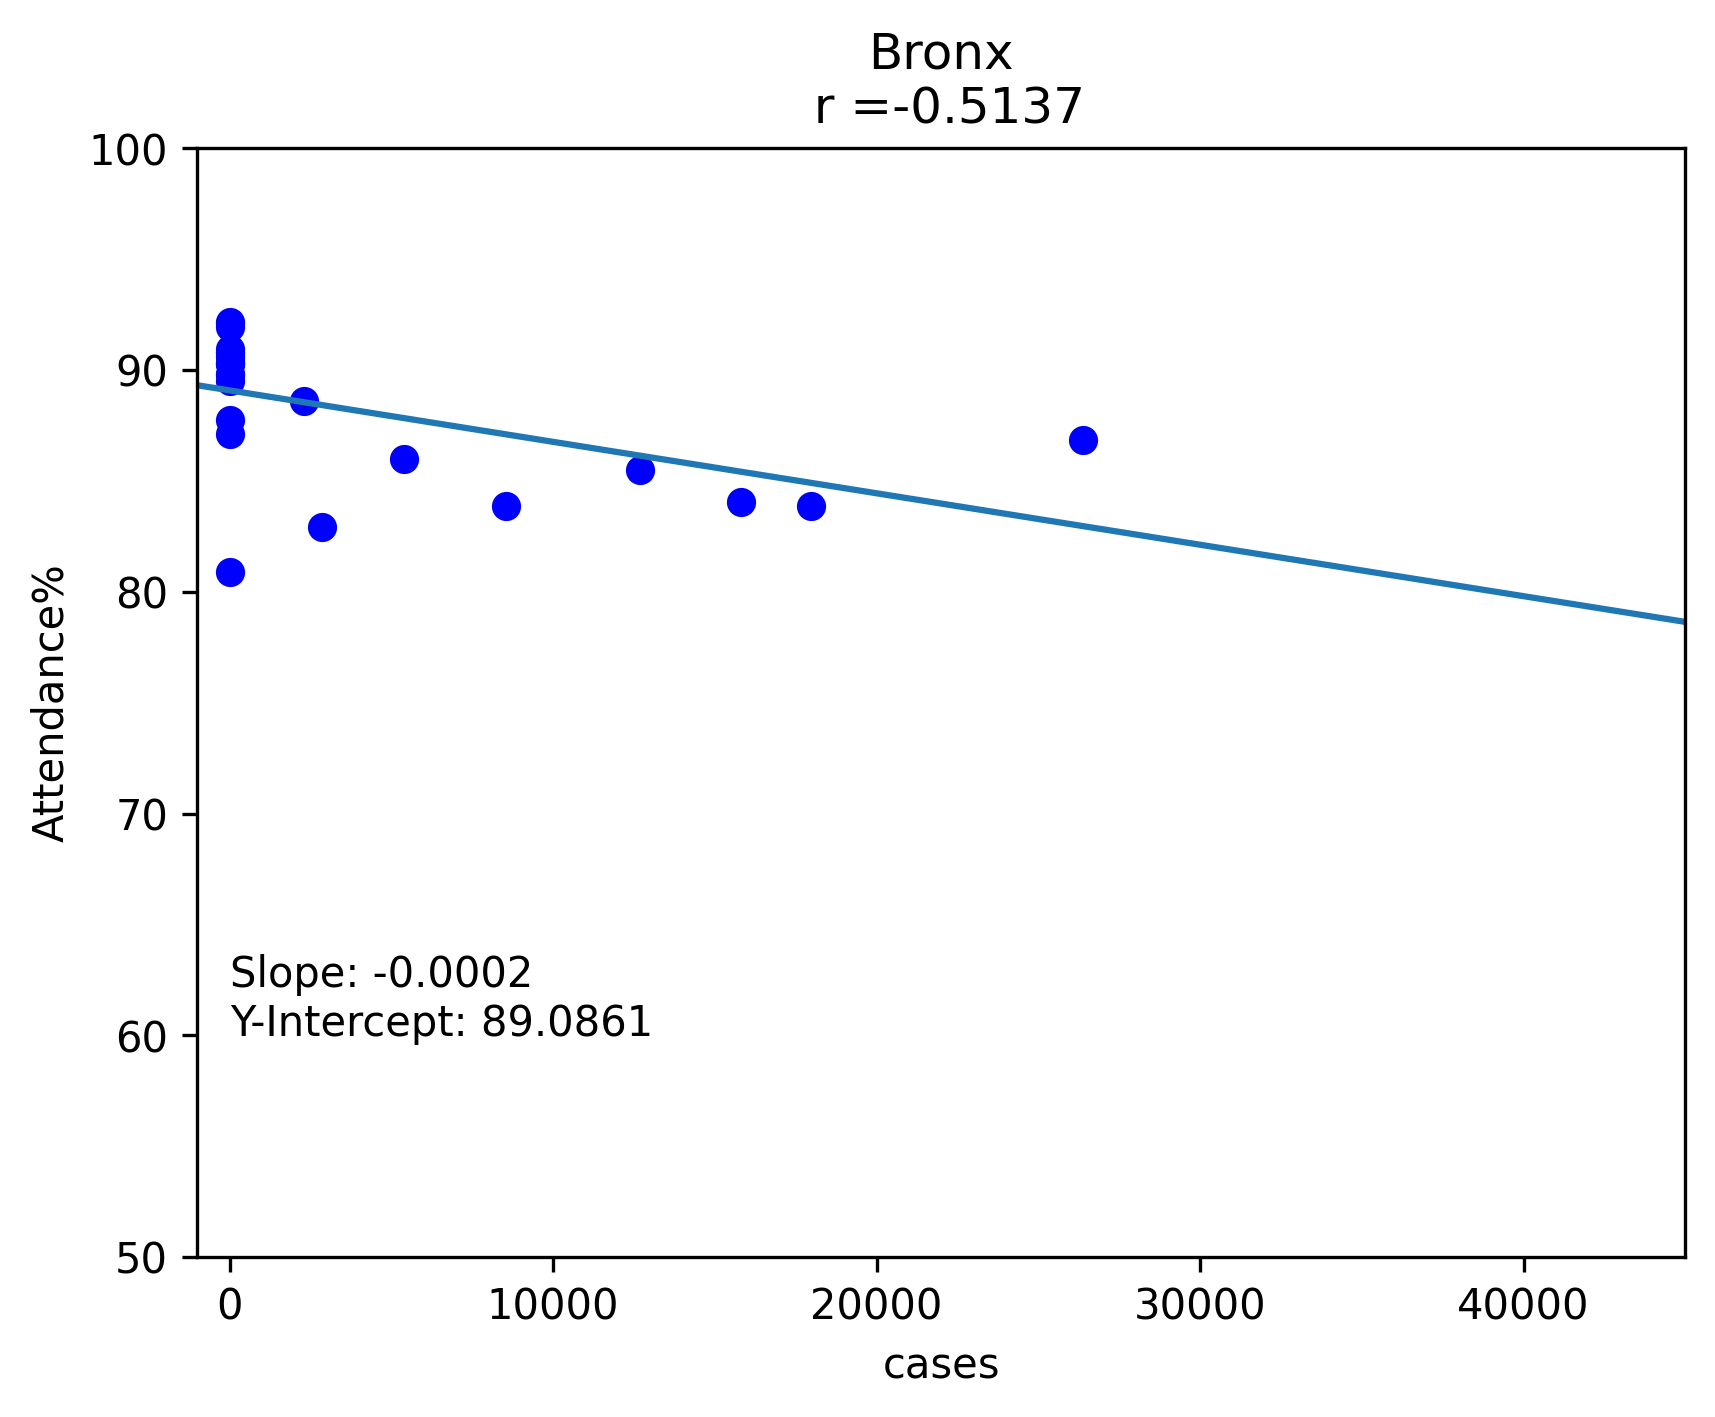 Bronx
r =-0.5137
100
90
80
70
60
50
Attendance%
Slope: -0.0002
Y-Intercept: 89.0861
0 10000 20000 30000 40000
cases